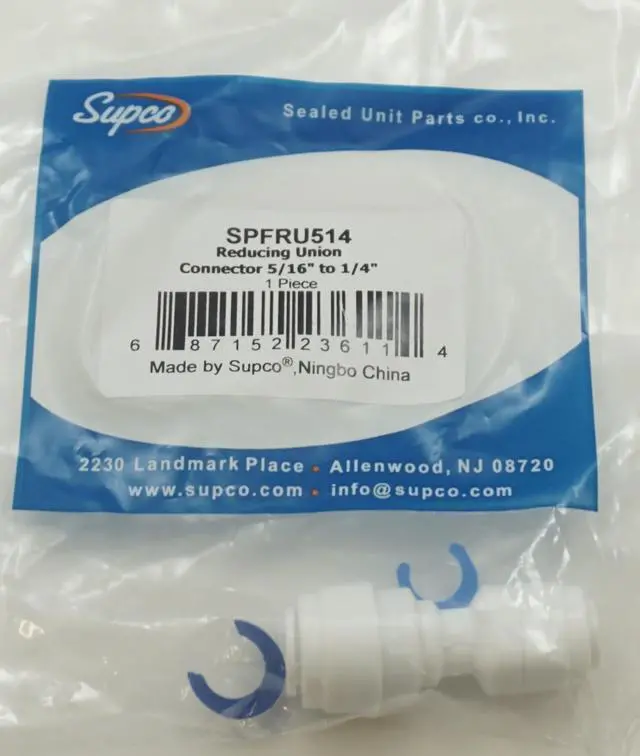 Supco
Sealed Unit Parts co., Inc.
SPFRU514
Reducing Union
Connector 5/16" to 1/4"
1 Piece
6 87152 23611 4
Made by Supco®,Ningbo China
2230 Landmark Place • Allenwood, NJ 08720
www.supco.com • info@supco.com